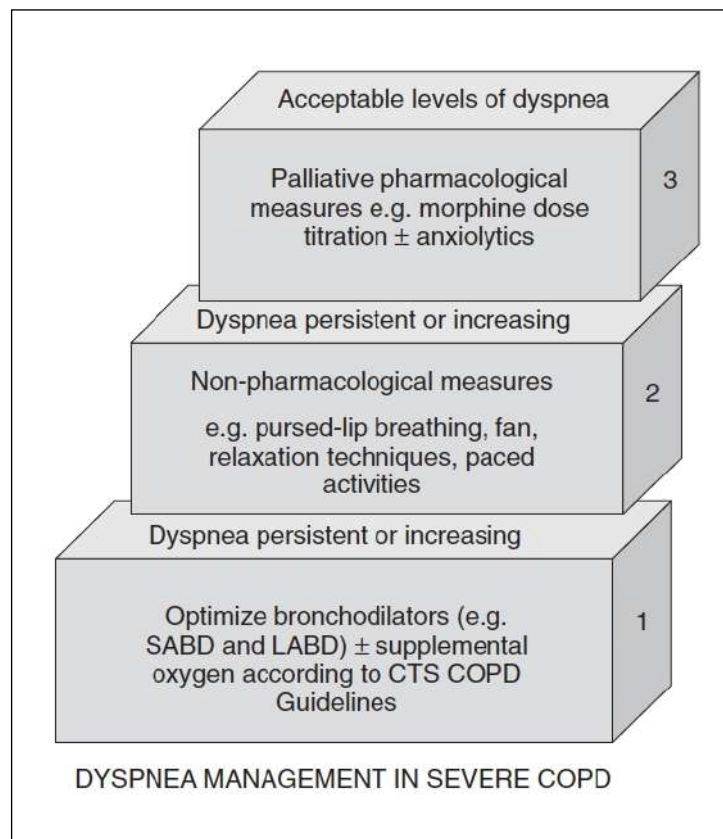 Acceptable levels of dyspnea
Palliative pharmacological
measures e.g. morphine dose
titration ± anxiolytics
3
Dyspnea persistent or increasing
Non-pharmacological measures
e.g. pursed-lip breathing, fan,
relaxation techniques, paced
activities
2
Dyspnea persistent or increasing
Optimize bronchodilators (e.g.
SABD and LABD) ± supplemental
oxygen according to CTS COPD
Guidelines
1
DYSPNEA MANAGEMENT IN SEVERE COPD